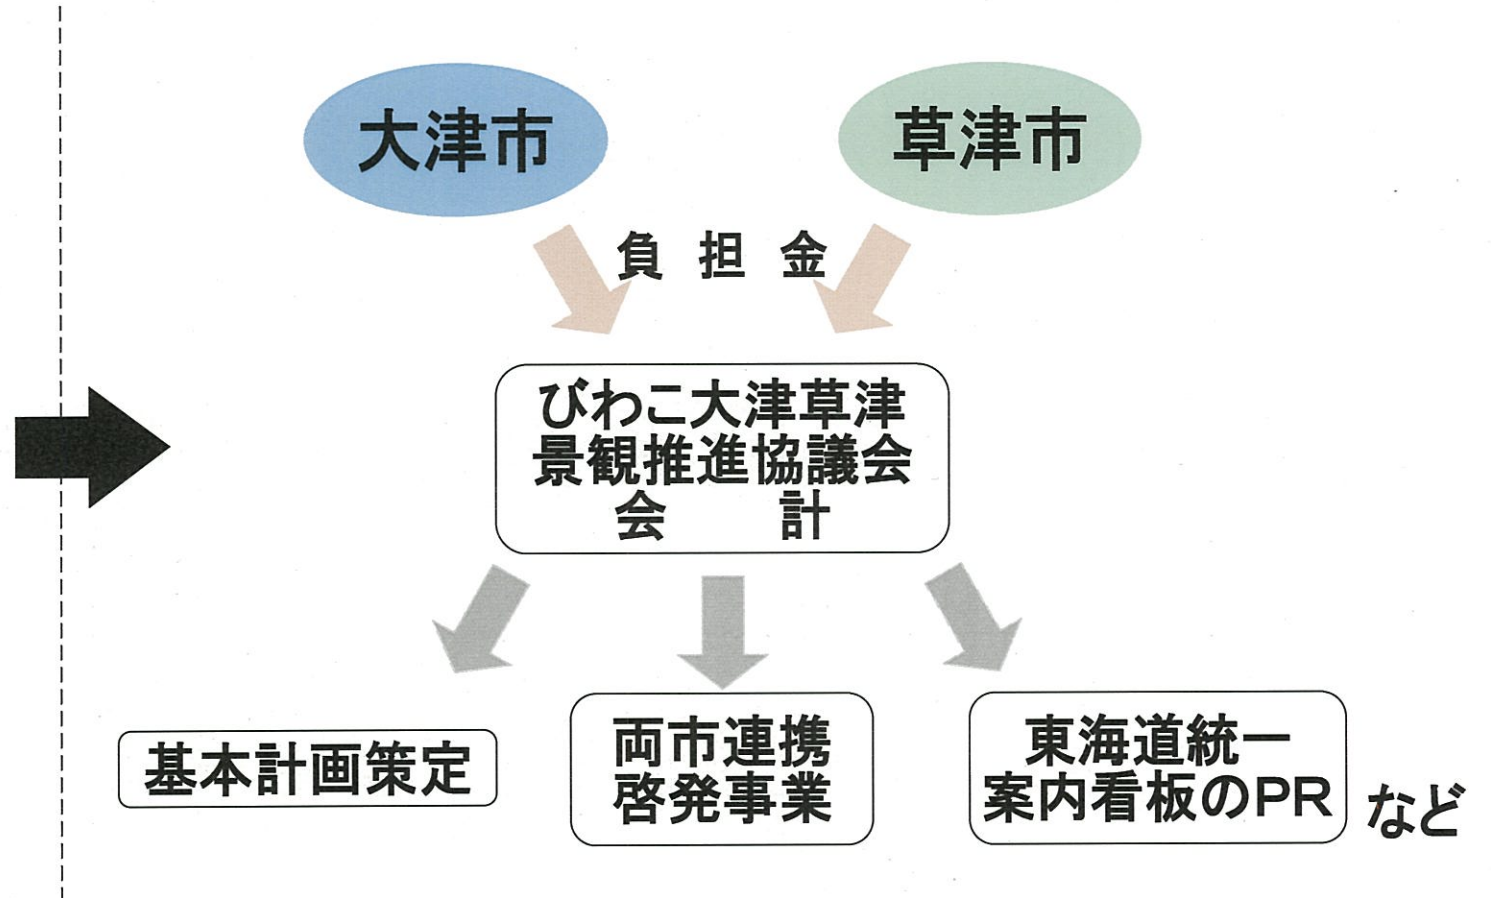 大津市
草津市
負担金
びわこ大津草津
景観推進協議会
会計
基本計画策定
両市連携
啓発事業
東海道統一
案内看板のPR
など